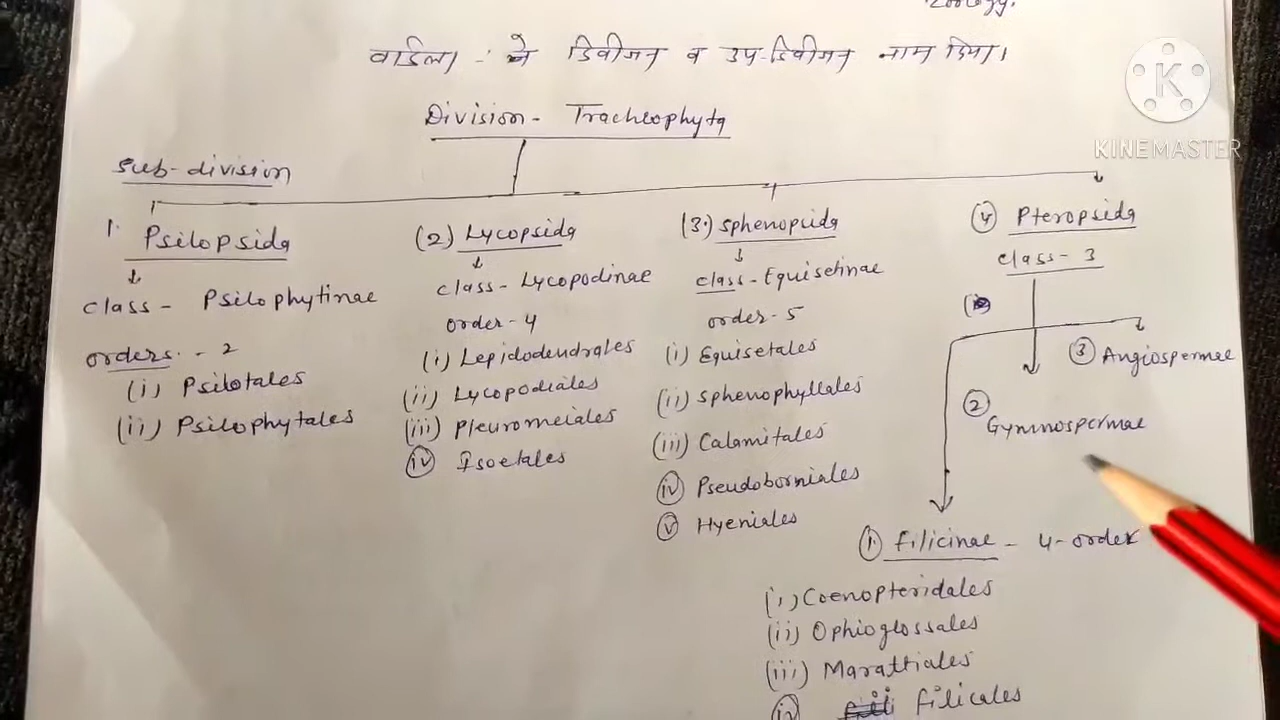 Zoology.
वार्डला : ने डिवीजन व उप-डिवीजन नाम दिया।
Division - Tracheophyta
Sub-division
1. Psilopsida
class - Psilophytinae
orders. - 2
(i) Psilotales
(ii) Psilophytales
(2) Lycopsida
class - Lycopodinae
order - 4
(i) Lepidodendrales
(ii) Lycopodiales
(iii) Pleuromeiales
(iv) Isoetales
(3.) Sphenopsida
class - Equisetinae
order - 5
(i) Equisetales
(ii) Sphenophyllales
(iii) Calamitales
(iv) Pseudoborniales
(v) Hyeniales
(4) Pteropsida
class - 3
(3) Angiospermae
(2) Gymnospermae
(1) Filicinae - 4-order
(i) Coenopteridales
(ii) Ophioglossales
(iii) Marattiales
(iv) Filicales
K
KINEMASTER